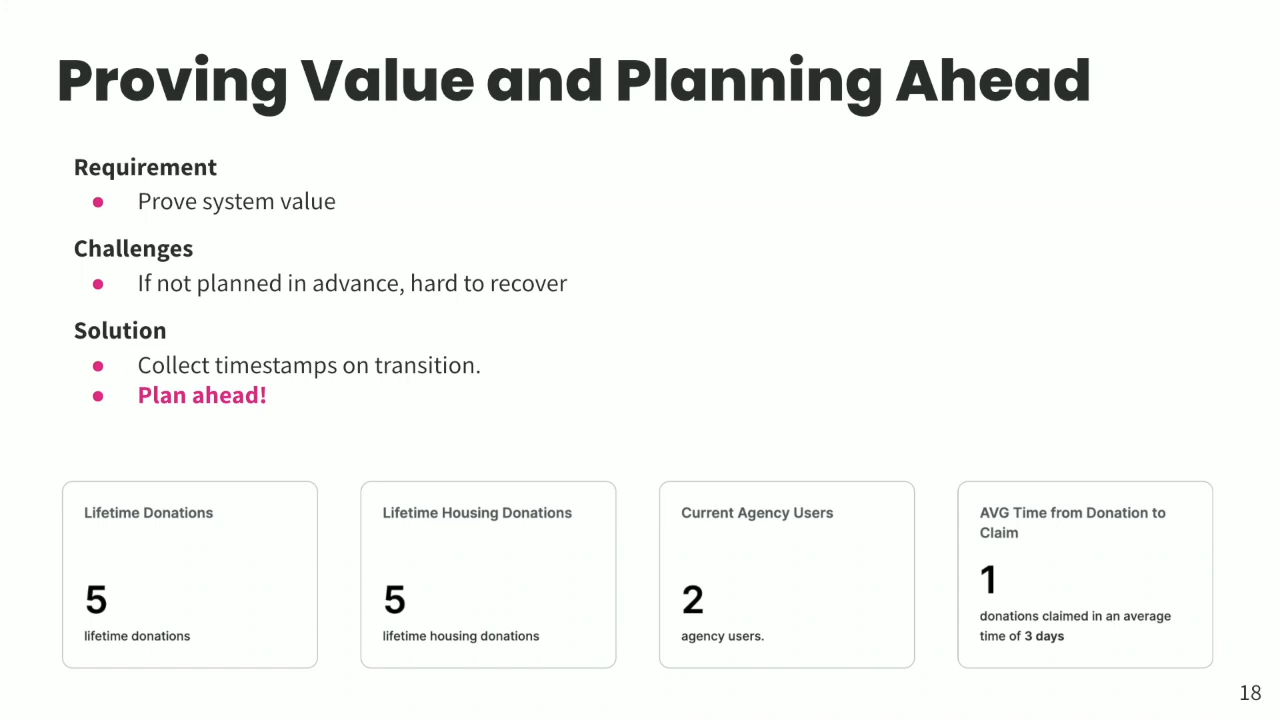 Proving Value and Planning Ahead
Requirement
● Prove system value
Challenges
● If not planned in advance, hard to recover
Solution
● Collect timestamps on transition.
● Plan ahead!
Lifetime Donations
5
lifetime donations
Lifetime Housing Donations
5
lifetime housing donations
Current Agency Users
2
agency users.
AVG Time from Donation to
Claim
1
donations claimed in an average
time of 3 days
18